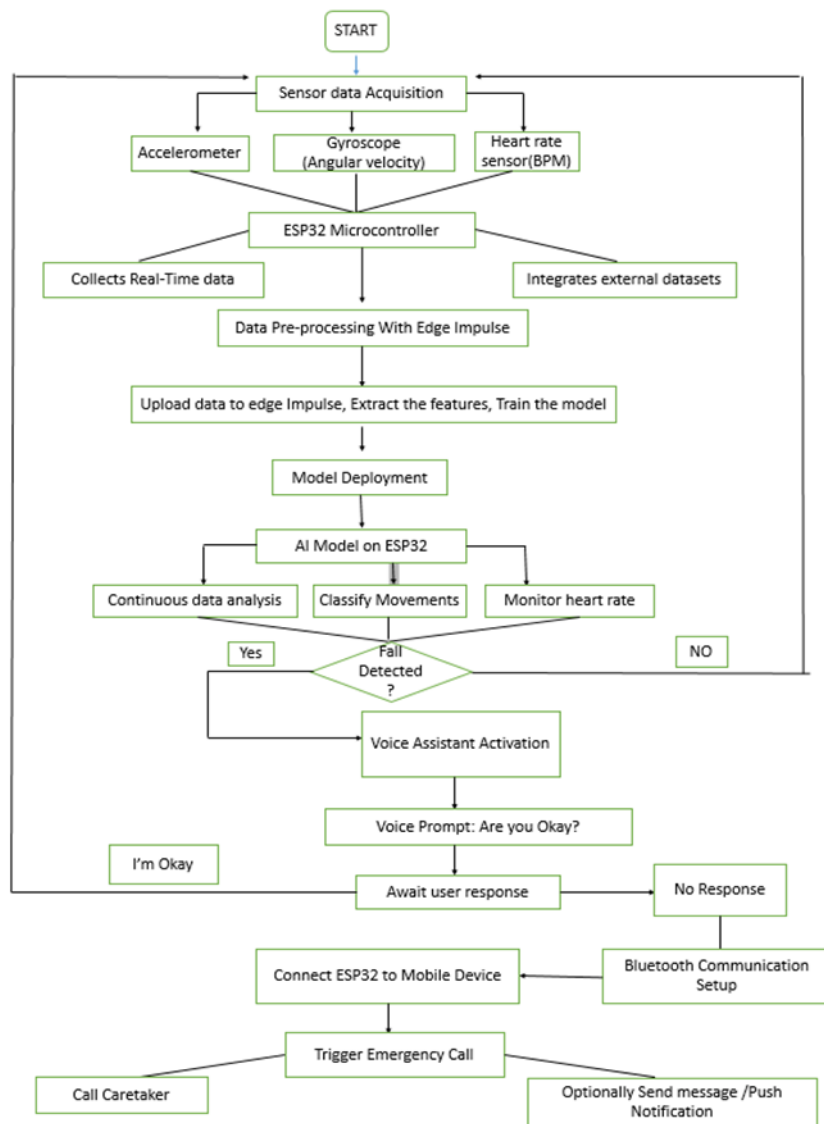 START
Sensor data Acquisition
Accelerometer
Gyroscope
(Angular velocity)
Heart rate
sensor(BPM)
ESP32 Microcontroller
Collects Real-Time data
Integrates external datasets
Data Pre-processing With Edge Impulse
Upload data to edge Impulse, Extract the features, Train the model
Model Deployment
AI Model on ESP32
Continuous data analysis
Classify Movements
Monitor heart rate
Yes
Fall
Detected
?
NO
Voice Assistant Activation
Voice Prompt: Are you Okay?
I'm Okay
Await user response
No Response
Connect ESP32 to Mobile Device
Bluetooth Communication
Setup
Trigger Emergency Call
Call Caretaker
Optionally Send message /Push
Notification